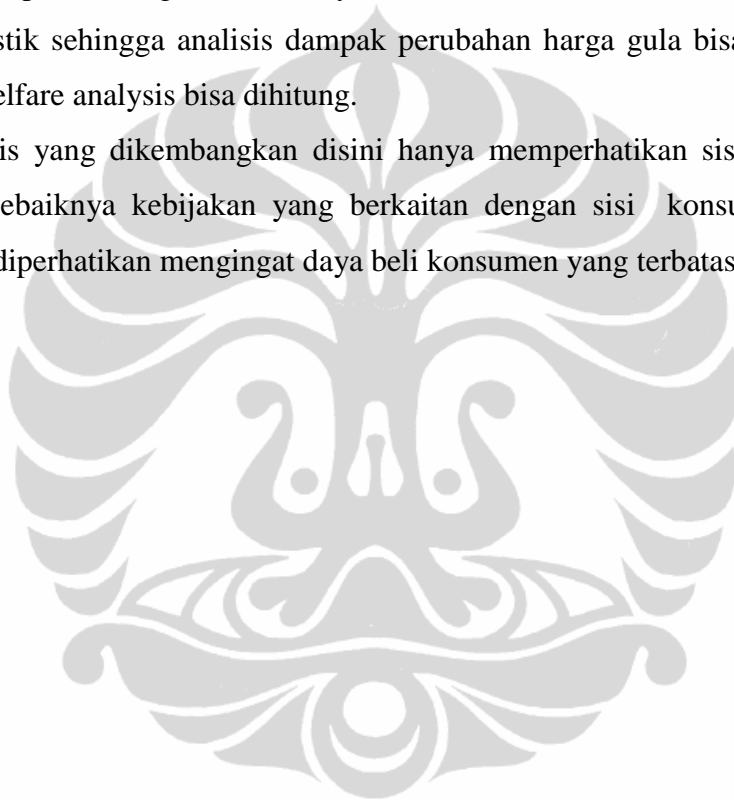 stik sehingga analisis dampak perubahan harga gula bisa
elfare analysis bisa dihitung.
is yang dikembangkan disini hanya memperhatikan sis
ebaiknya kebijakan yang berkaitan dengan sisi konsu
diperhatikan mengingat daya beli konsumen yang terbatas